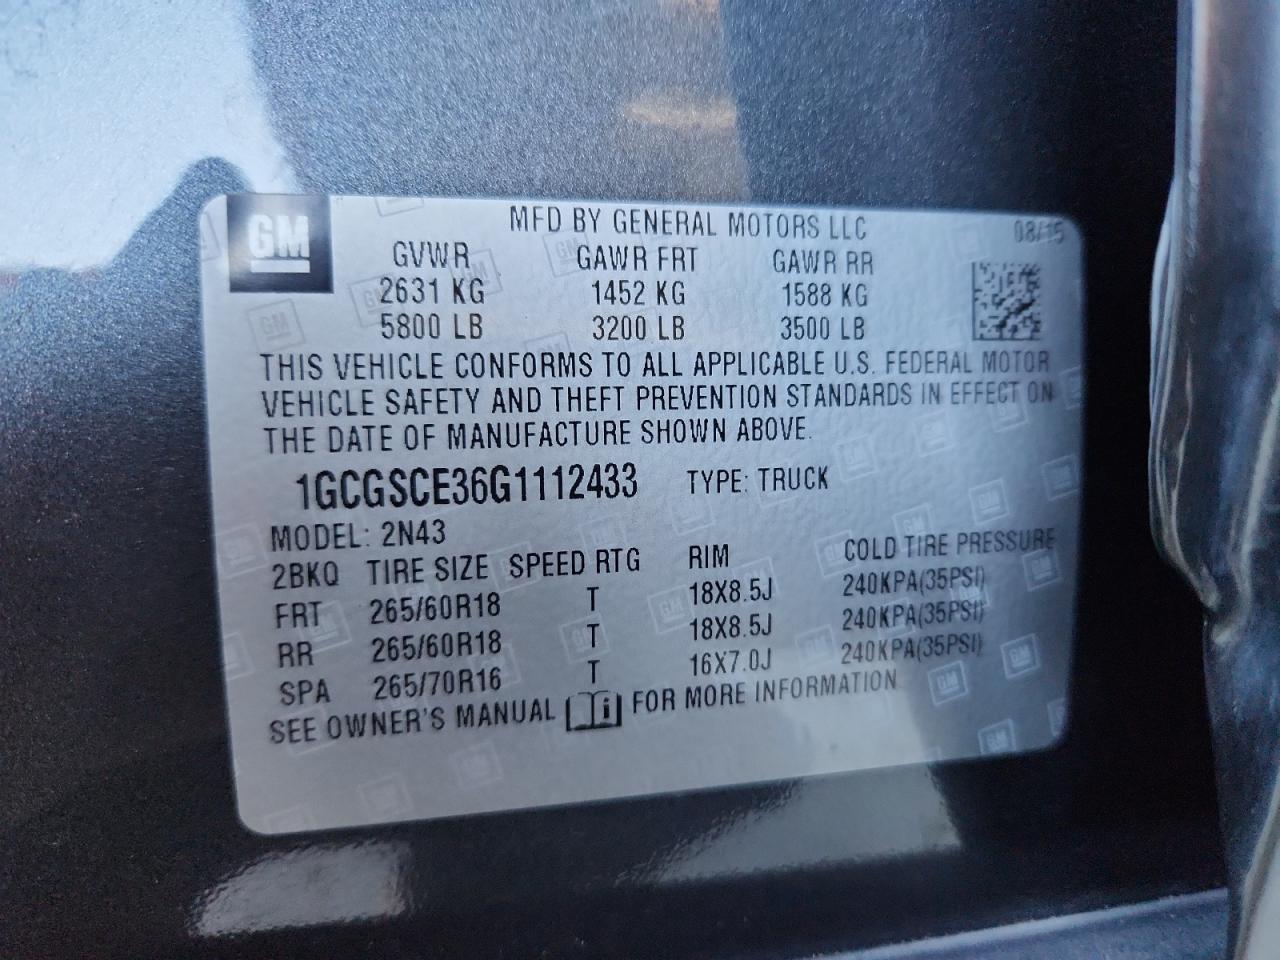 GM
MFD BY GENERAL MOTORS LLC 08/15
GVWR GAWR FRT GAWR RR
2631 KG 1452 KG 1588 KG
5800 LB 3200 LB 3500 LB
THIS VEHICLE CONFORMS TO ALL APPLICABLE U.S. FEDERAL MOTOR
VEHICLE SAFETY AND THEFT PREVENTION STANDARDS IN EFFECT ON
THE DATE OF MANUFACTURE SHOWN ABOVE.
1GCGSCE36G1112433 TYPE: TRUCK
MODEL: 2N43
2BKQ TIRE SIZE SPEED RTG RIM COLD TIRE PRESSURE
FRT 265/60R18 T 18X8.5J 240KPA(35PSI)
RR 265/60R18 T 18X8.5J 240KPA(35PSI)
SPA 265/70R16 T 16X7.0J 240KPA(35PSI)
SEE OWNER'S MANUAL i FOR MORE INFORMATION